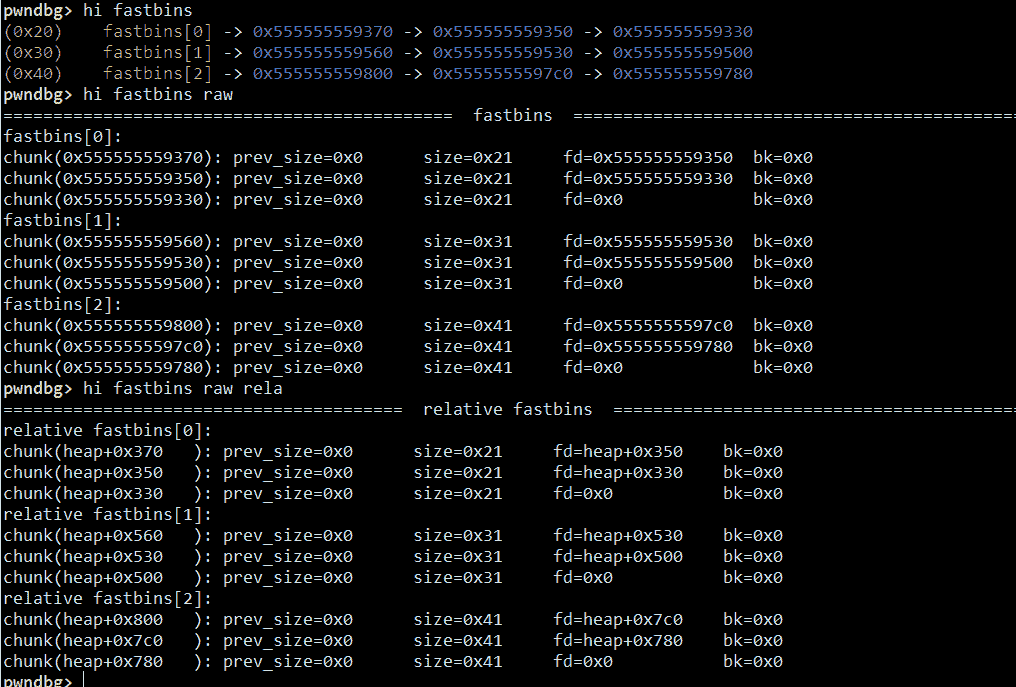 pwndbg> hi fastbins
(0x20)    fastbins[0] -> 0x555555559370 -> 0x555555559350 -> 0x555555559330
(0x30)    fastbins[1] -> 0x555555559560 -> 0x555555559530 -> 0x555555559500
(0x40)    fastbins[2] -> 0x555555559800 -> 0x5555555597c0 -> 0x555555559780
pwndbg> hi fastbins raw
=============================================  fastbins  =============================================
fastbins[0]:
chunk(0x555555559370): prev_size=0x0      size=0x21     fd=0x555555559350  bk=0x0
chunk(0x555555559350): prev_size=0x0      size=0x21     fd=0x555555559330  bk=0x0
chunk(0x555555559330): prev_size=0x0      size=0x21     fd=0x0             bk=0x0
fastbins[1]:
chunk(0x555555559560): prev_size=0x0      size=0x31     fd=0x555555559530  bk=0x0
chunk(0x555555559530): prev_size=0x0      size=0x31     fd=0x555555559500  bk=0x0
chunk(0x555555559500): prev_size=0x0      size=0x31     fd=0x0             bk=0x0
fastbins[2]:
chunk(0x555555559800): prev_size=0x0      size=0x41     fd=0x5555555597c0  bk=0x0
chunk(0x5555555597c0): prev_size=0x0      size=0x41     fd=0x555555559780  bk=0x0
chunk(0x555555559780): prev_size=0x0      size=0x41     fd=0x0             bk=0x0
pwndbg> hi fastbins raw rela
========================================  relative fastbins  =========================================
relative fastbins[0]:
chunk(heap+0x370   ): prev_size=0x0      size=0x21     fd=heap+0x350    bk=0x0
chunk(heap+0x350   ): prev_size=0x0      size=0x21     fd=heap+0x330    bk=0x0
chunk(heap+0x330   ): prev_size=0x0      size=0x21     fd=0x0           bk=0x0
relative fastbins[1]:
chunk(heap+0x560   ): prev_size=0x0      size=0x31     fd=heap+0x530    bk=0x0
chunk(heap+0x530   ): prev_size=0x0      size=0x31     fd=heap+0x500    bk=0x0
chunk(heap+0x500   ): prev_size=0x0      size=0x31     fd=0x0           bk=0x0
relative fastbins[2]:
chunk(heap+0x800   ): prev_size=0x0      size=0x41     fd=heap+0x7c0    bk=0x0
chunk(heap+0x7c0   ): prev_size=0x0      size=0x41     fd=heap+0x780    bk=0x0
chunk(heap+0x780   ): prev_size=0x0      size=0x41     fd=0x0           bk=0x0
pwndbg>